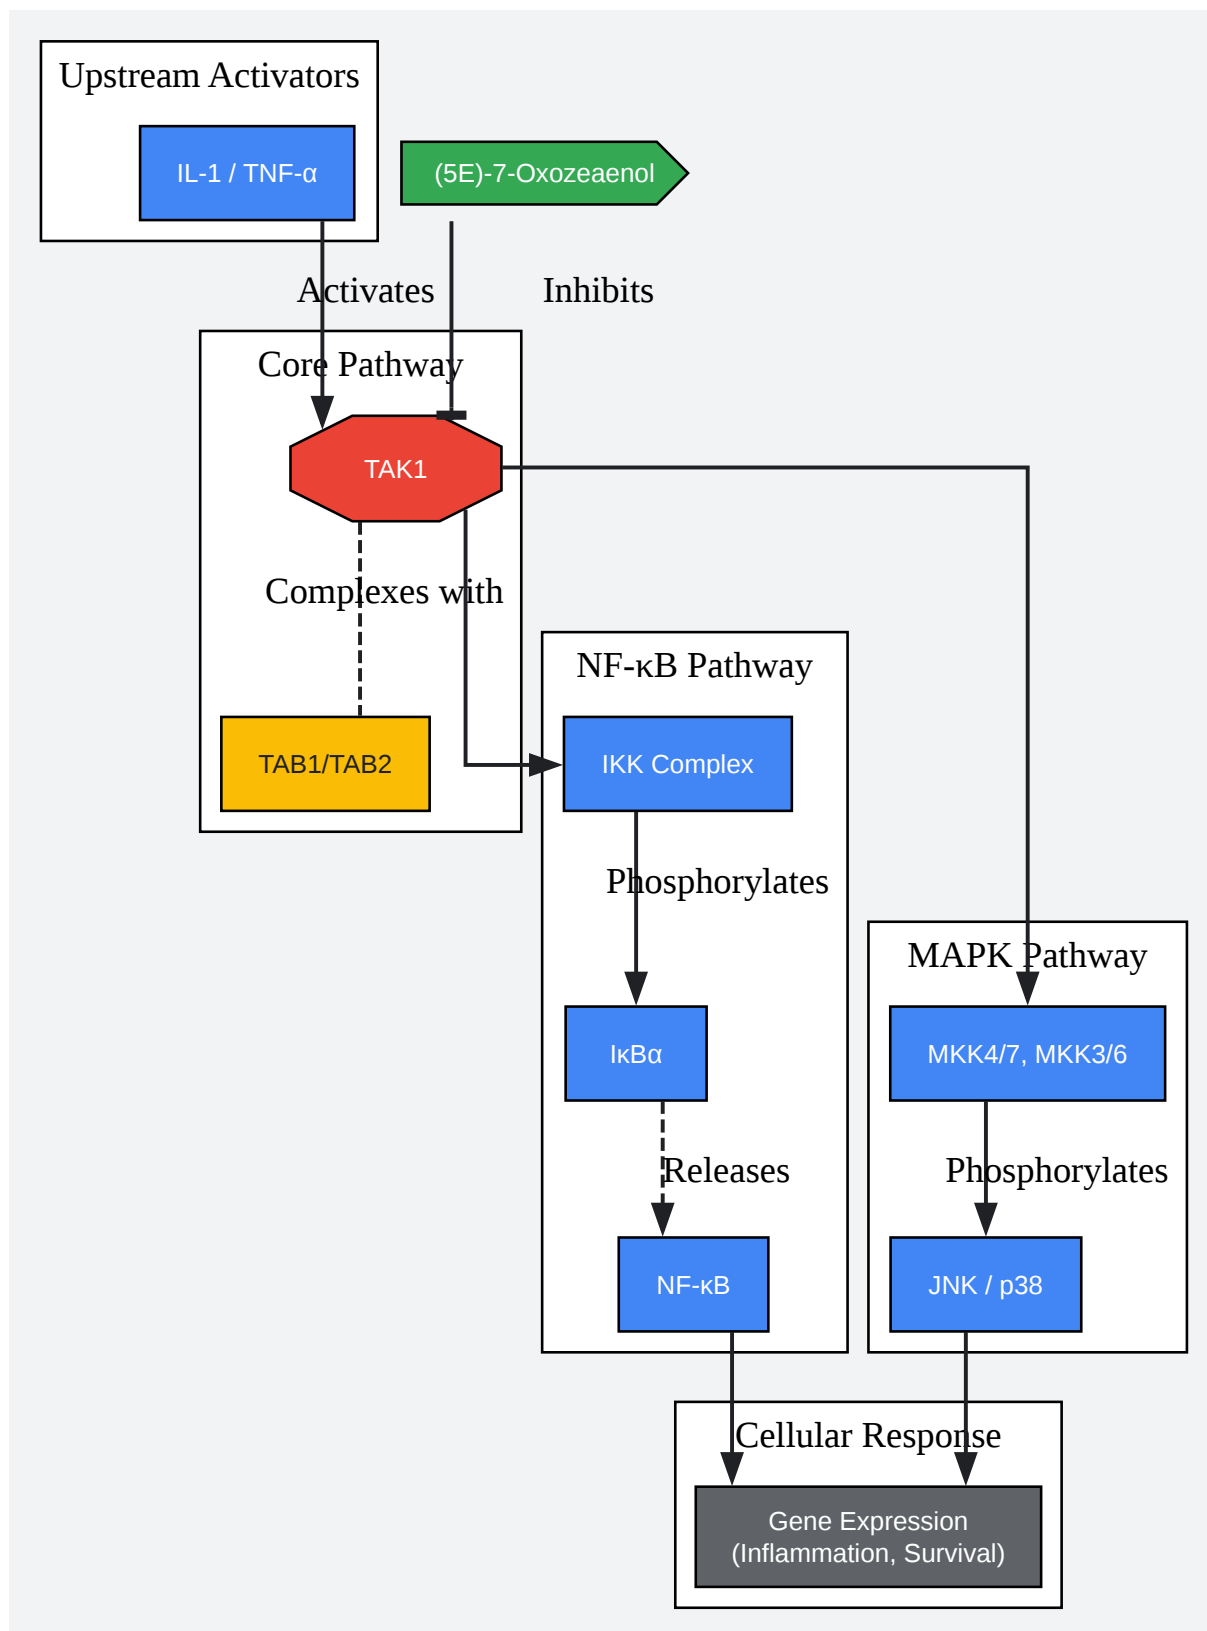 Upstream Activators
IL-1 / TNF-α
(5E)-7-Oxozeaenol
Activates
Inhibits
Core Pathway
TAK1
Complexes with
TAB1/TAB2
NF-κB Pathway
IKK Complex
Phosphorylates
IκBα
Releases
NF-κB
MAPK Pathway
MKK4/7, MKK3/6
Phosphorylates
JNK / p38
Cellular Response
Gene Expression
(Inflammation, Survival)